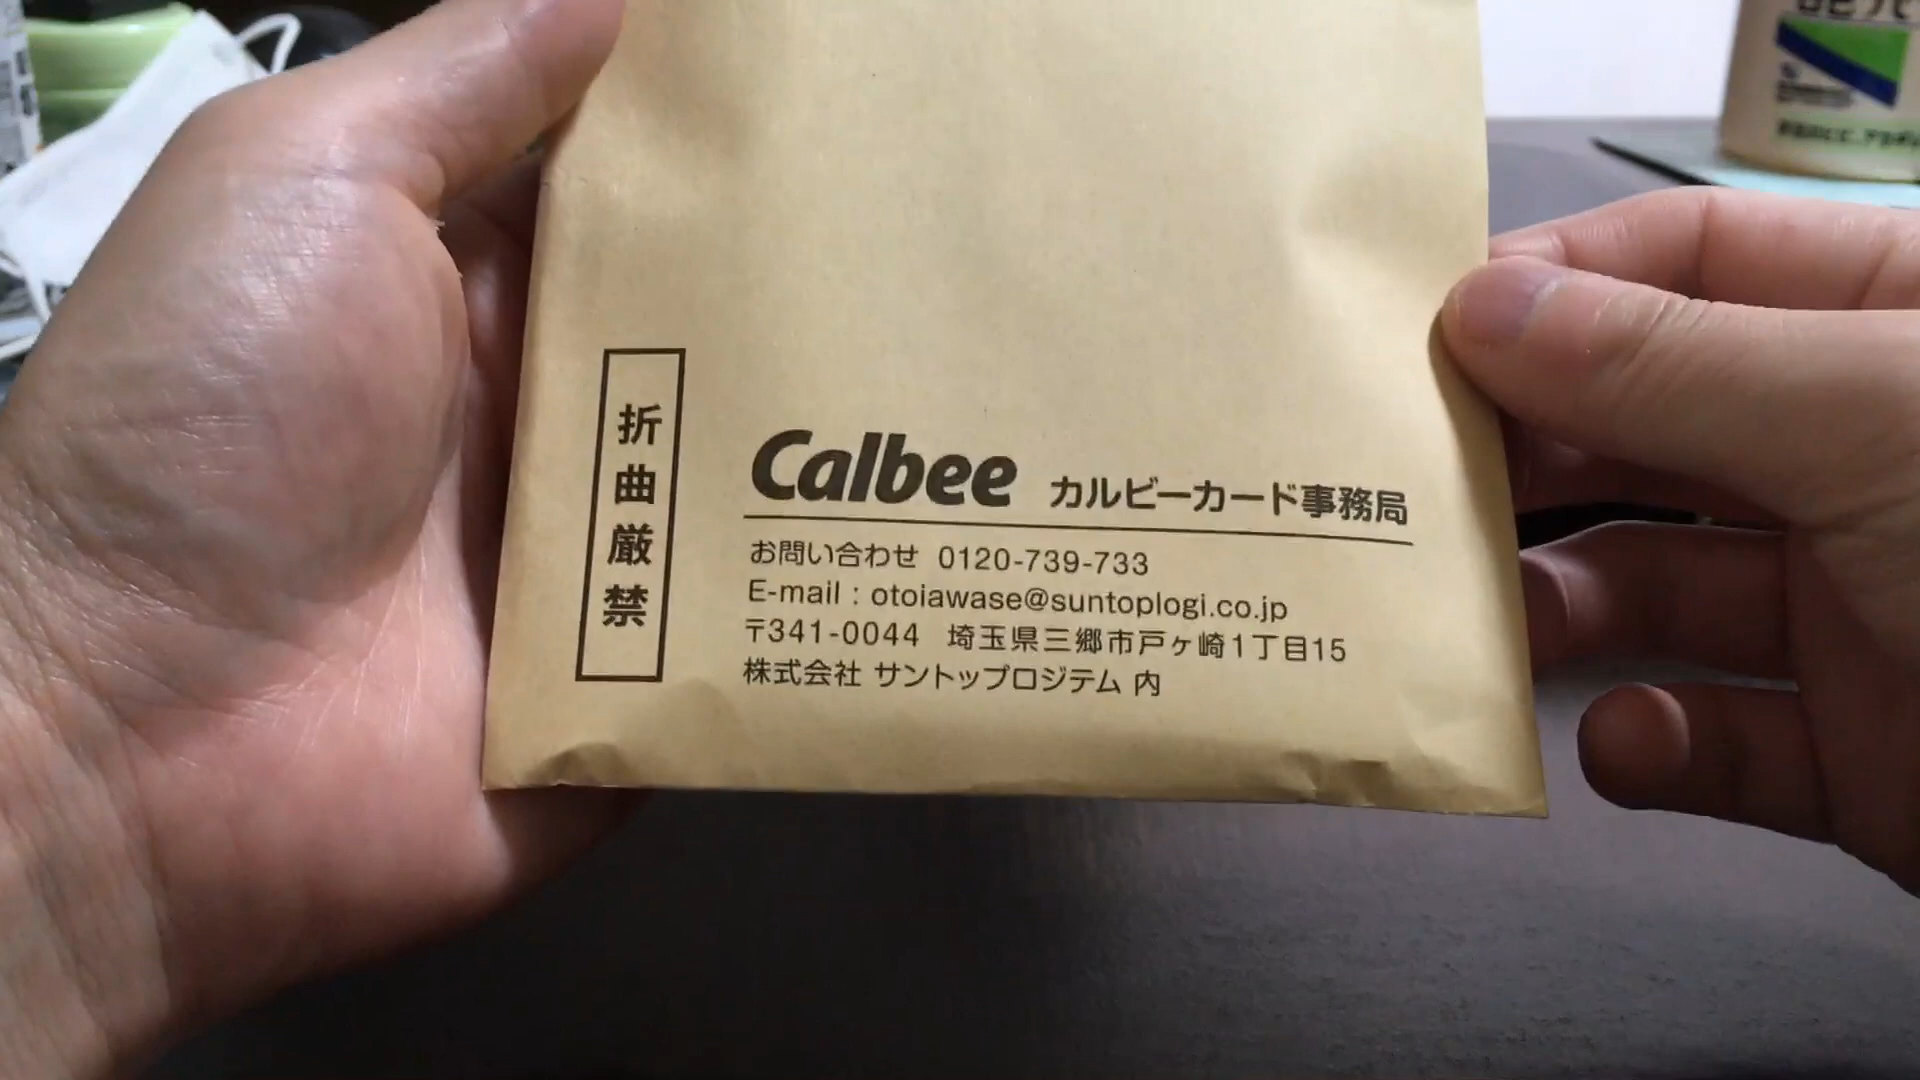 折曲厳禁
Calbee カルビーカード事務局
お問い合わせ 0120-739-733
E-mail : otoiawase@suntoplogi.co.jp
〒341-0044 埼玉県三郷市戸ヶ崎1丁目15
株式会社 サントップロジテム 内